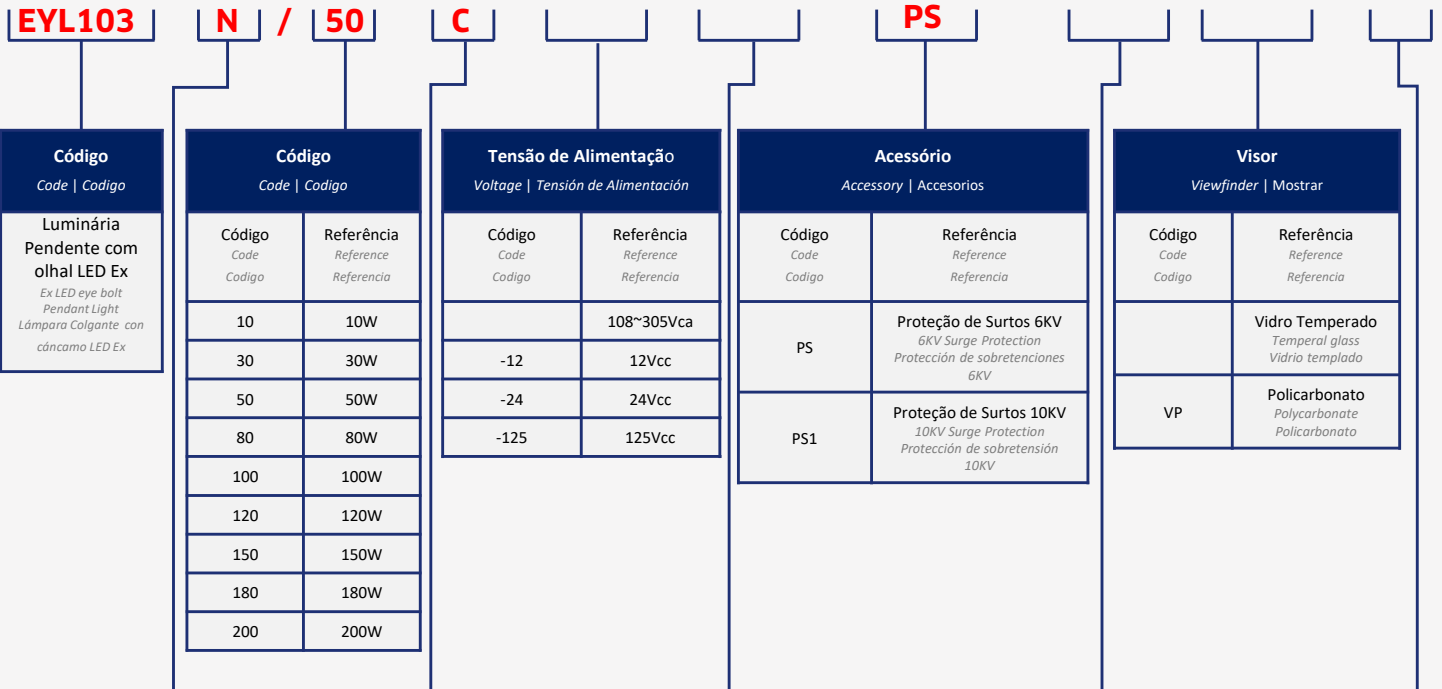 EYL103 N / 50 C PS
Código
Code | Codigo
Luminária
Pendente com
olhal LED Ex
Ex LED eye bolt
Pendant Light
Lámpara Colgante con
cáncamo LED Ex
Código
Code | Codigo
Código Referência
Code Reference
Codigo Referencia
10 10W
30 30W
50 50W
80 80W
100 100W
120 120W
150 150W
180 180W
200 200W
Tensão de Alimentação
Voltage | Tensión de Alimentación
Código Referência
Code Reference
Codigo Referencia
108~305Vca
-12 12Vcc
-24 24Vcc
-125 125Vcc
Acessório
Accessory | Accesorios
Código Referência
Code Reference
Codigo Referencia
PS
Proteção de Surtos 6KV
6KV Surge Protection
Protección de sobretenciones
6KV
PS1
Proteção de Surtos 10KV
10KV Surge Protection
Protección de sobretensión
10KV
Visor
Viewfinder | Mostrar
Código Referência
Code Reference
Codigo Referencia
Vidro Temperado
Temperal glass
Vidrio templado
VP
Policarbonato
Polycarbonate
Policarbonato